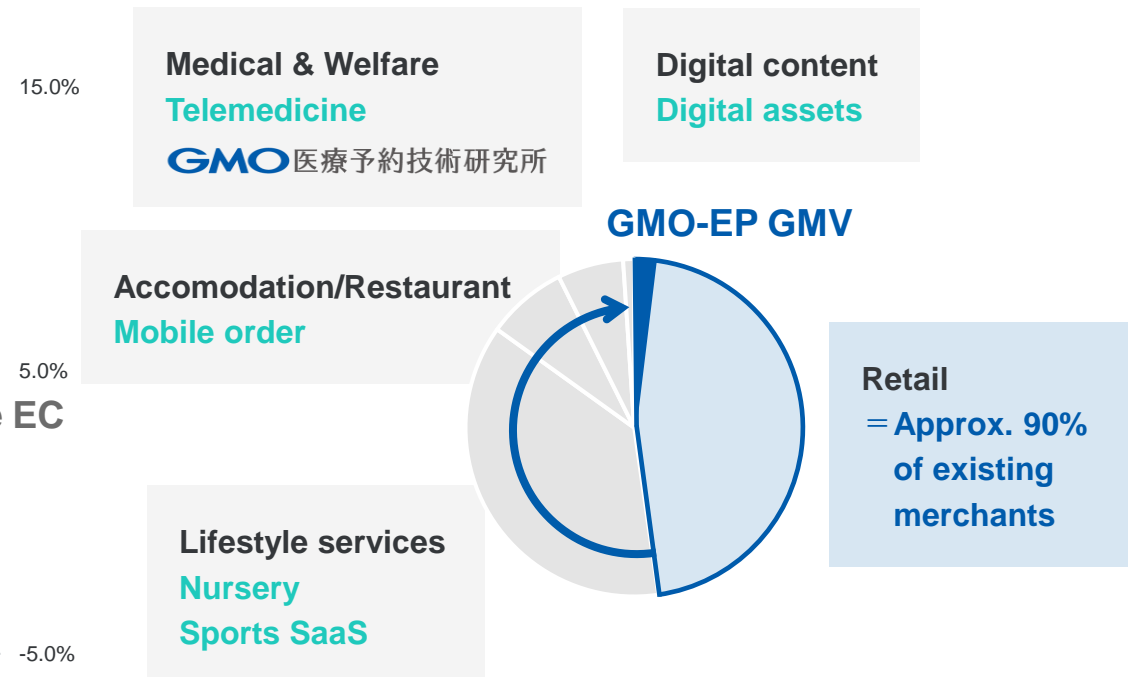 15.0%
Medical & Welfare
Telemedicine
GMO医療予約技術研究所
Digital content
Digital assets
GMO-EP GMV
Accomodation/Restaurant
Mobile order
5.0%
EC
Retail
＝Approx. 90%
of existing
merchants
Lifestyle services
Nursery
Sports SaaS
-5.0%